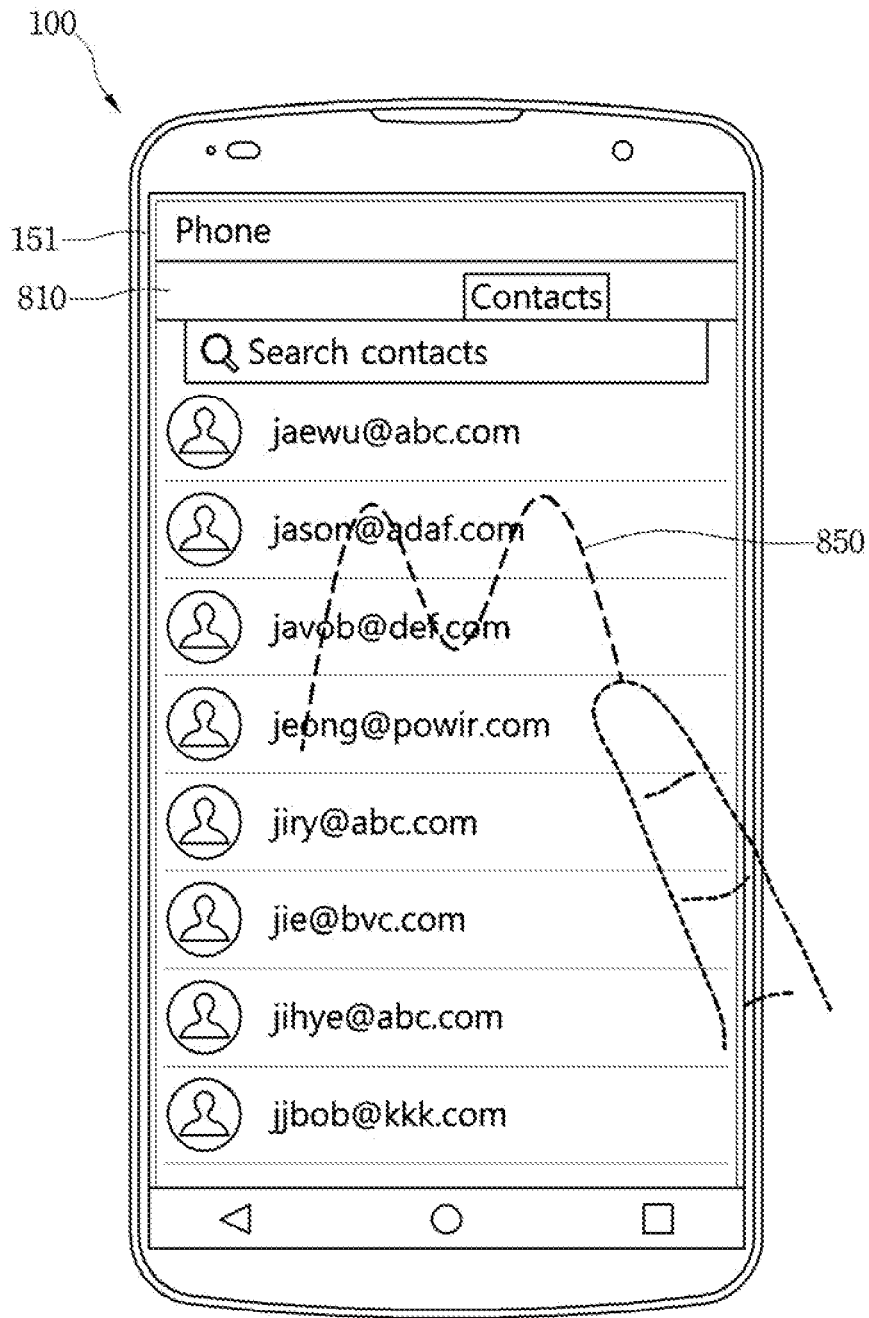 100
151
Phone
810
Contacts
Search contacts
jaewu@abc.com
jason@adaf.com
850
javob@def.com
jeong@powir.com
jiry@abc.com
jie@bvc.com
jihye@abc.com
jjbob@kkk.com